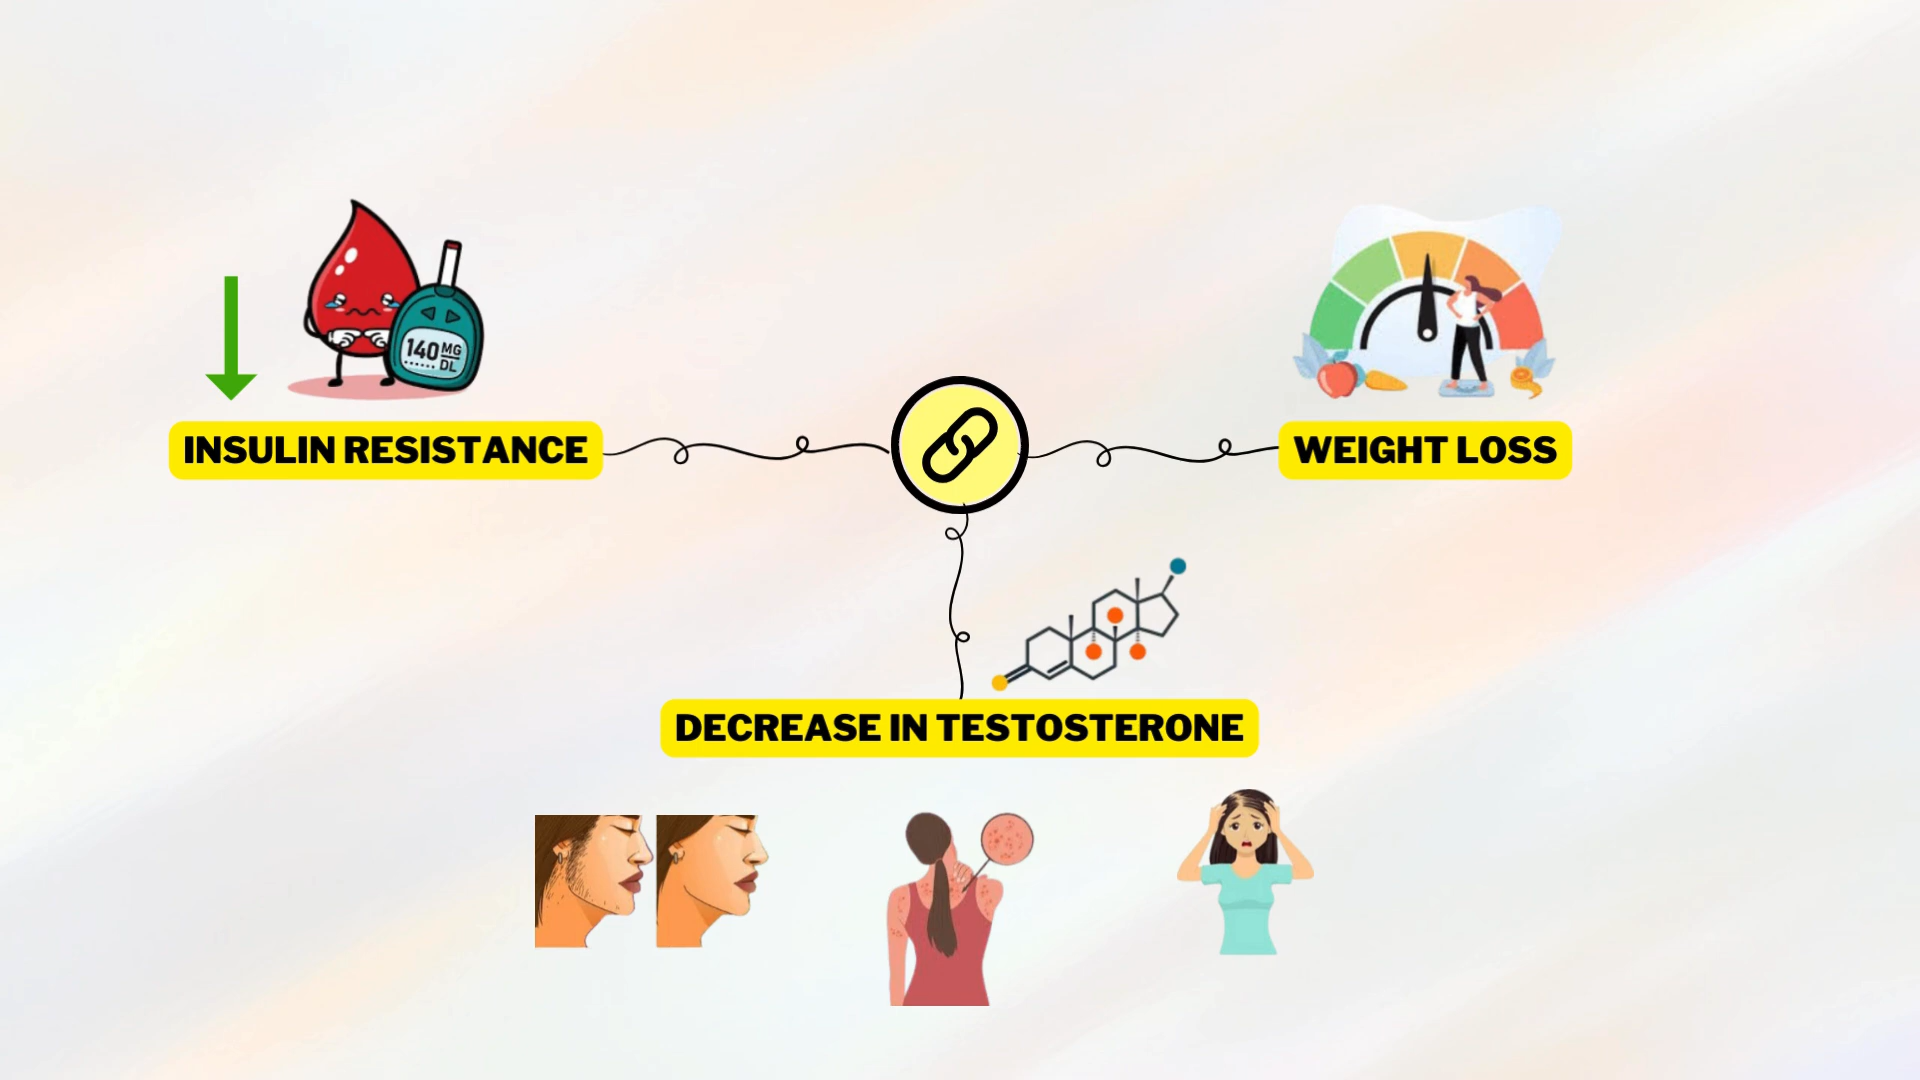 140 MG
DL
INSULIN RESISTANCE
WEIGHT LOSS
DECREASE IN TESTOSTERONE